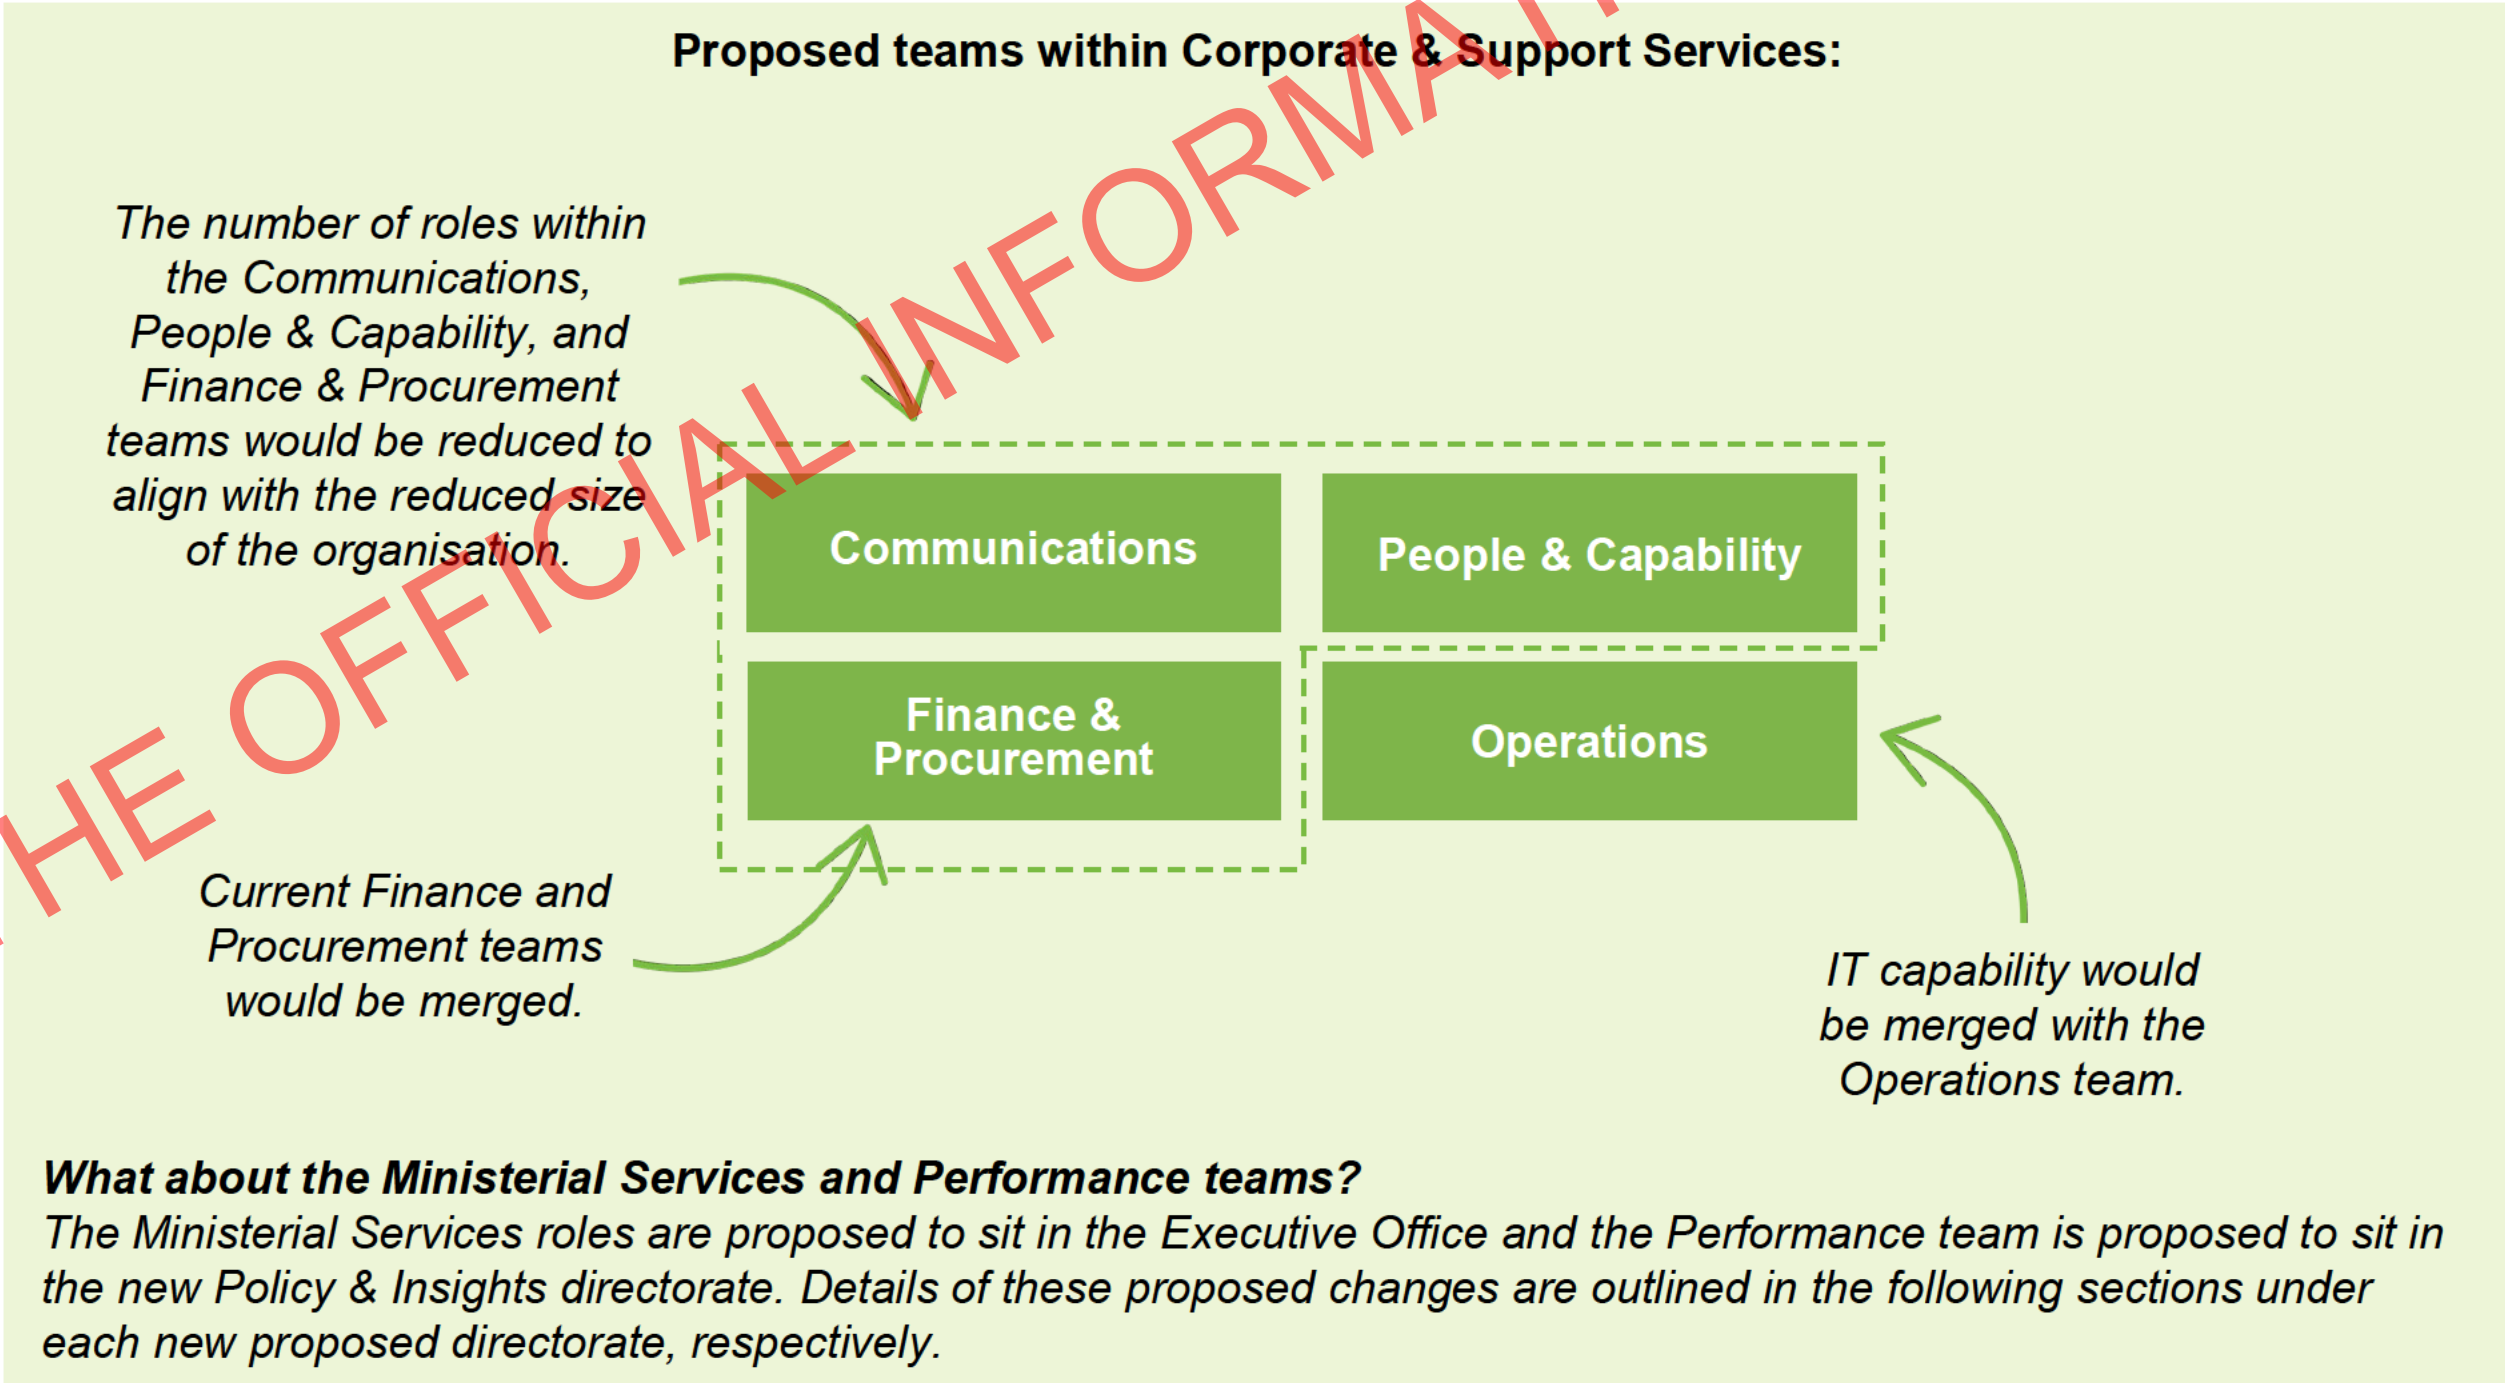 Proposed teams within Corporate & Support Services:
The number of roles within
the Communications,
People & Capability, and
Finance & Procurement
teams would be reduced to
align with the reduced size
of the organisation.
Communications
People & Capability
Finance &
Procurement
Operations
Current Finance and
Procurement teams
would be merged.
IT capability would
be merged with the
Operations team.
What about the Ministerial Services and Performance teams?
The Ministerial Services roles are proposed to sit in the Executive Office and the Performance team is proposed to sit in
the new Policy & Insights directorate. Details of these proposed changes are outlined in the following sections under
each new proposed directorate, respectively.
HE OFFICIAL INFORMAT